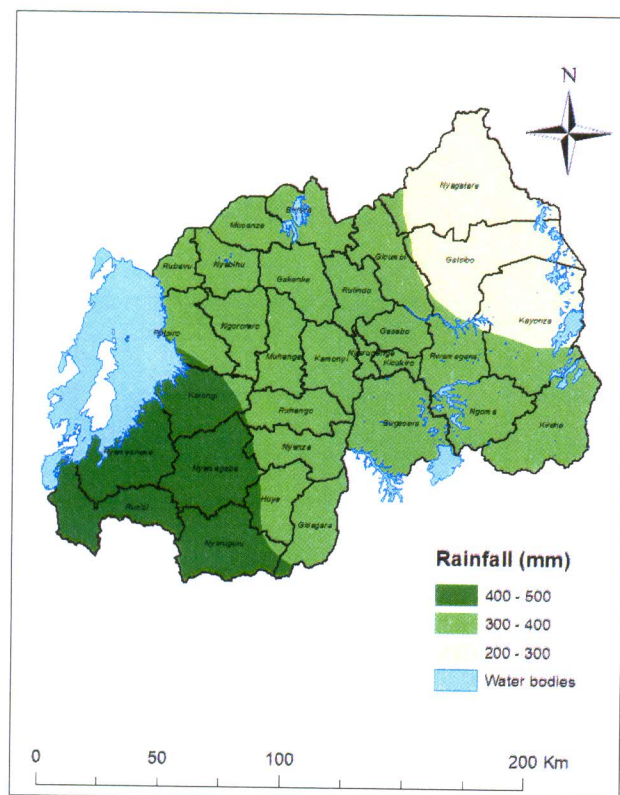 N
Nyagatare
Burera
Musanze
Gatsibo
Gicumbi
Rubavu
Nyabihu
Gakenke
Rulindo
Kayonza
Rutsiro
Ngororero
Gasabo
Muhanga
Kamonyi
Nyarugenge
Kicukiro
Rwamagana
Karongi
Ruhango
Bugesera
Ngoma
Kirehe
Nyanza
Nyamasheke
Nyamagabe
Huye
Gisagara
Rusizi
Nyaruguru
Rainfall (mm)
400 - 500
300 - 400
200 - 300
Water bodies
0 50 100 200 Km